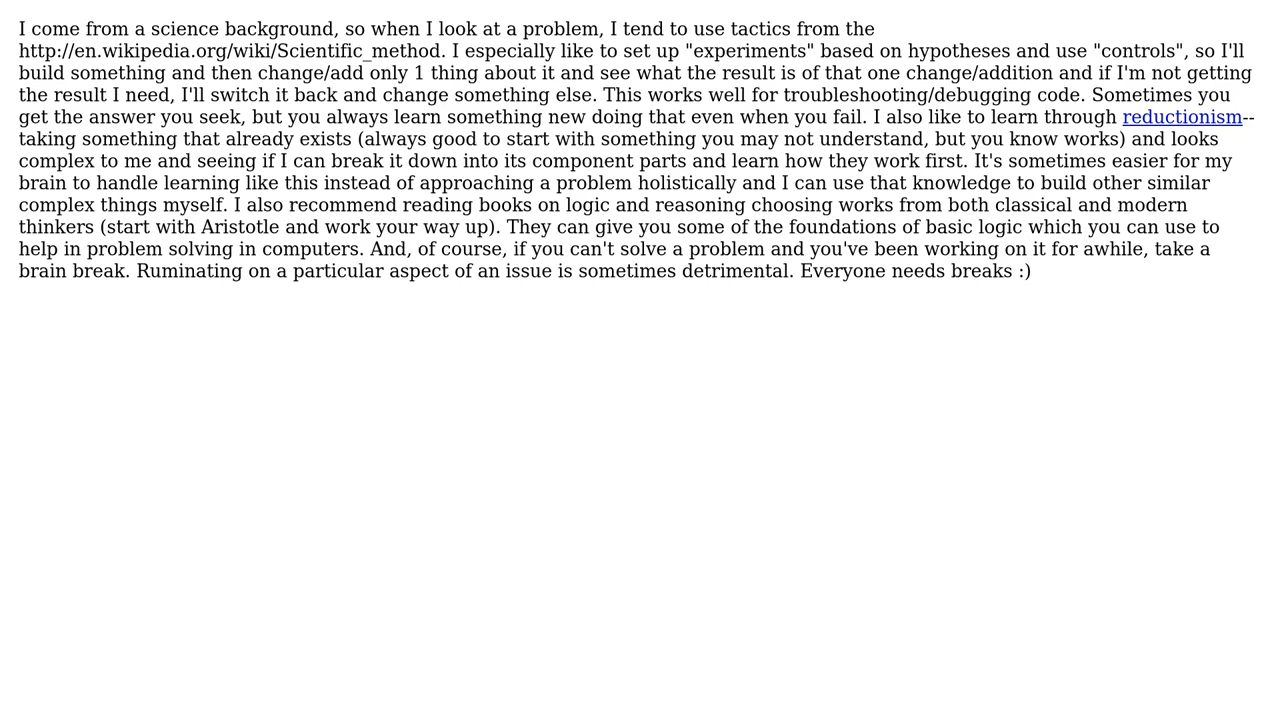 I come from a science background, so when I look at a problem, I tend to use tactics from the
http://en.wikipedia.org/wiki/Scientific_method. I especially like to set up "experiments" based on hypotheses and use "controls", so I'll
build something and then change/add only 1 thing about it and see what the result is of that one change/addition and if I'm not getting
the result I need, I'll switch it back and change something else. This works well for troubleshooting/debugging code. Sometimes you
get the answer you seek, but you always learn something new doing that even when you fail. I also like to learn through reductionism--
taking something that already exists (always good to start with something you may not understand, but you know works) and looks
complex to me and seeing if I can break it down into its component parts and learn how they work first. It's sometimes easier for my
brain to handle learning like this instead of approaching a problem holistically and I can use that knowledge to build other similar
complex things myself. I also recommend reading books on logic and reasoning choosing works from both classical and modern
thinkers (start with Aristotle and work your way up). They can give you some of the foundations of basic logic which you can use to
help in problem solving in computers. And, of course, if you can't solve a problem and you've been working on it for awhile, take a
brain break. Ruminating on a particular aspect of an issue is sometimes detrimental. Everyone needs breaks :)